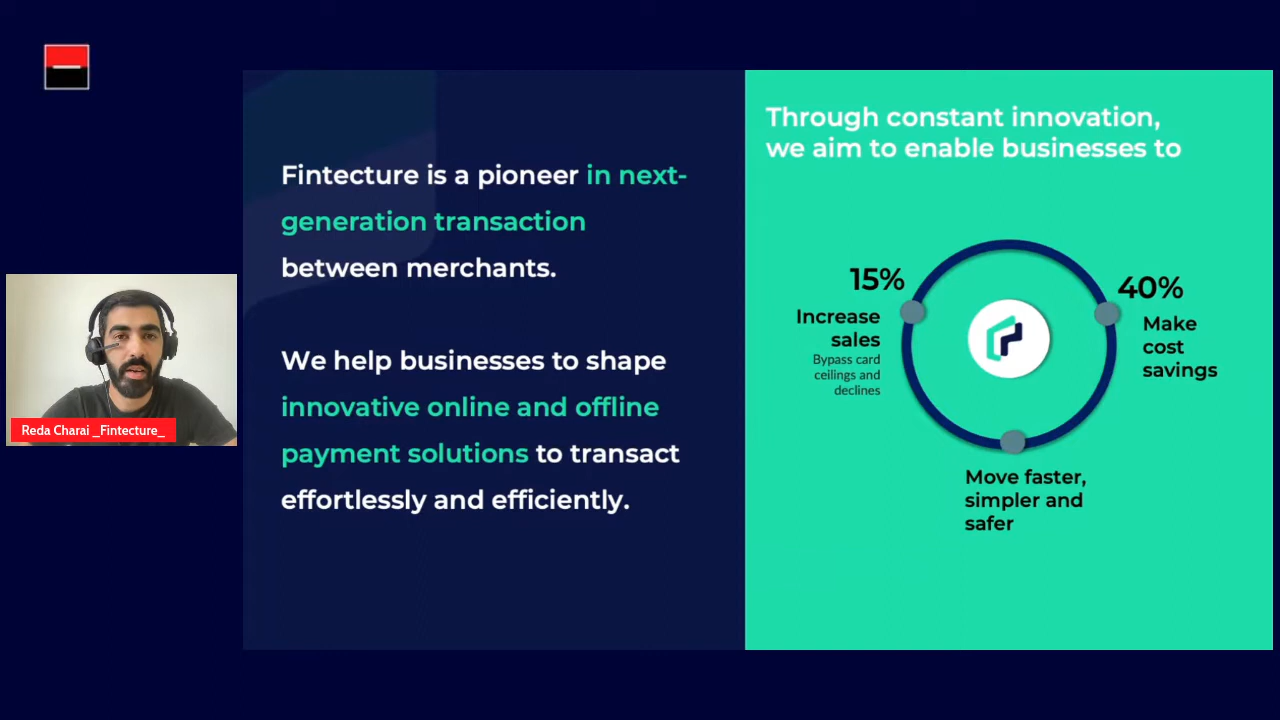 Fintecture is a pioneer in next-
generation transaction
between merchants.
We help businesses to shape
innovative online and offline
payment solutions to transact
effortlessly and efficiently.
Through constant innovation,
we aim to enable businesses to
15%
Increase
sales
Bypass card
ceilings and
declines
40%
Make
cost
savings
Move faster,
simpler and
safer
Reda Charai _Fintecture_